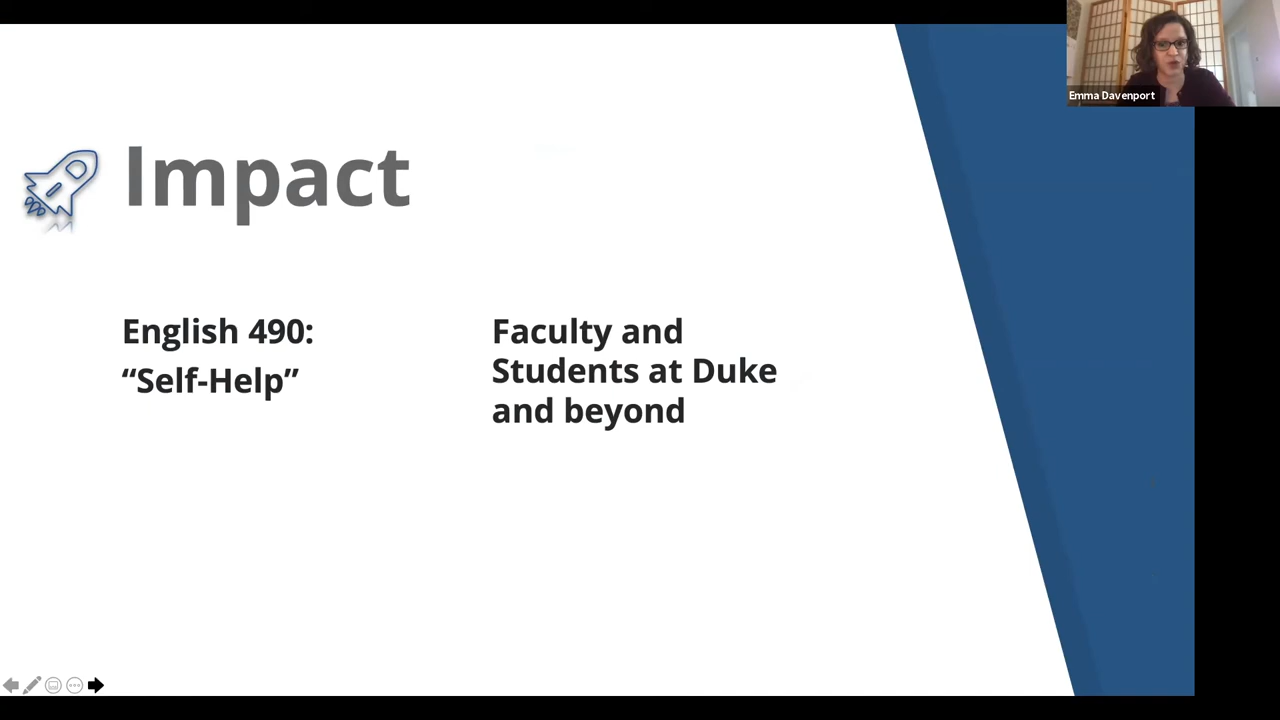 Emma Davenport
Impact
English 490:
“Self-Help”
Faculty and
Students at Duke
and beyond